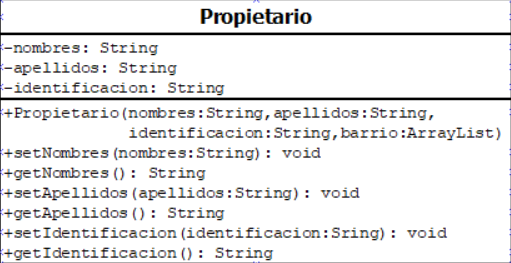 Propietario
-nombres: String
-apellidos: String
-identificacion: String
+Propietario(nombres:String,apellidos:String,
identificacion:String,barrio:ArrayList)
+setNombres(nombres:String): void
+getNombres(): String
+setApellidos(apellidos:String): void
+getApellidos(): String
+setIdentificacion(identificacion:Sring): void
+getIdentificacion(): String